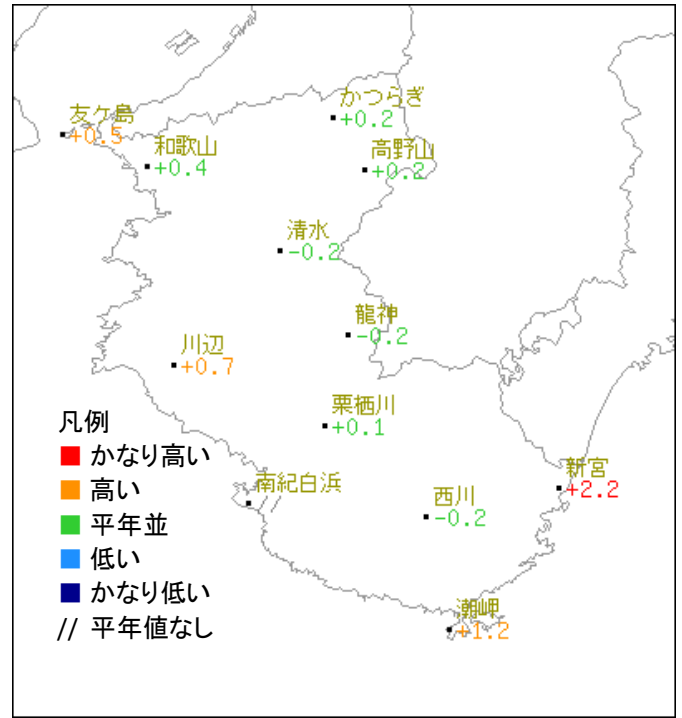 かつらぎ
+0.2
友ケ島
+0.5
和歌山
+0.4
高野山
+0.2
清水
-0.2
龍神
-0.2
川辺
+0.7
栗栖川
+0.1
新宮
+2.2
南紀白浜
//
西川
-0.2
潮岬
+1.2
凡例
かなり高い
高い
平年並
低い
かなり低い
// 平年値なし